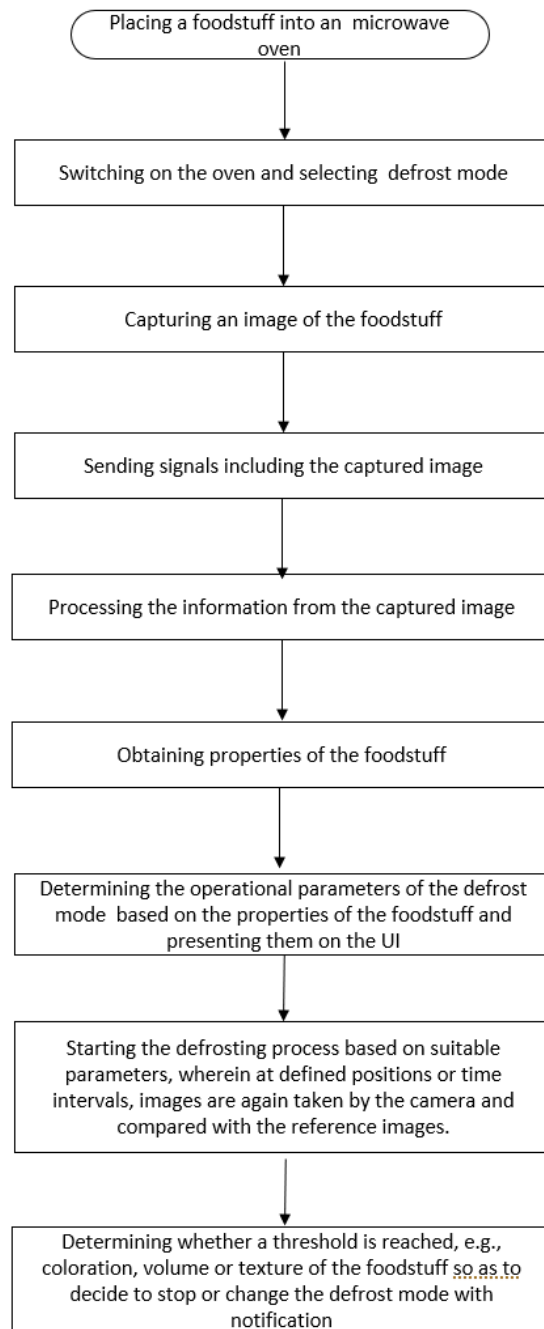 Placing a foodstuff into an microwave
oven
Switching on the oven and selecting defrost mode
Capturing an image of the foodstuff
Sending signals including the captured image
Processing the information from the captured image
Obtaining properties of the foodstuff
Determining the operational parameters of the defrost
mode based on the properties of the foodstuff and
presenting them on the UI
Starting the defrosting process based on suitable
parameters, wherein at defined positions or time
intervals, images are again taken by the camera and
compared with the reference images.
Determining whether a threshold is reached, e.g.,
coloration, volume or texture of the foodstuff so as to
decide to stop or change the defrost mode with
notification